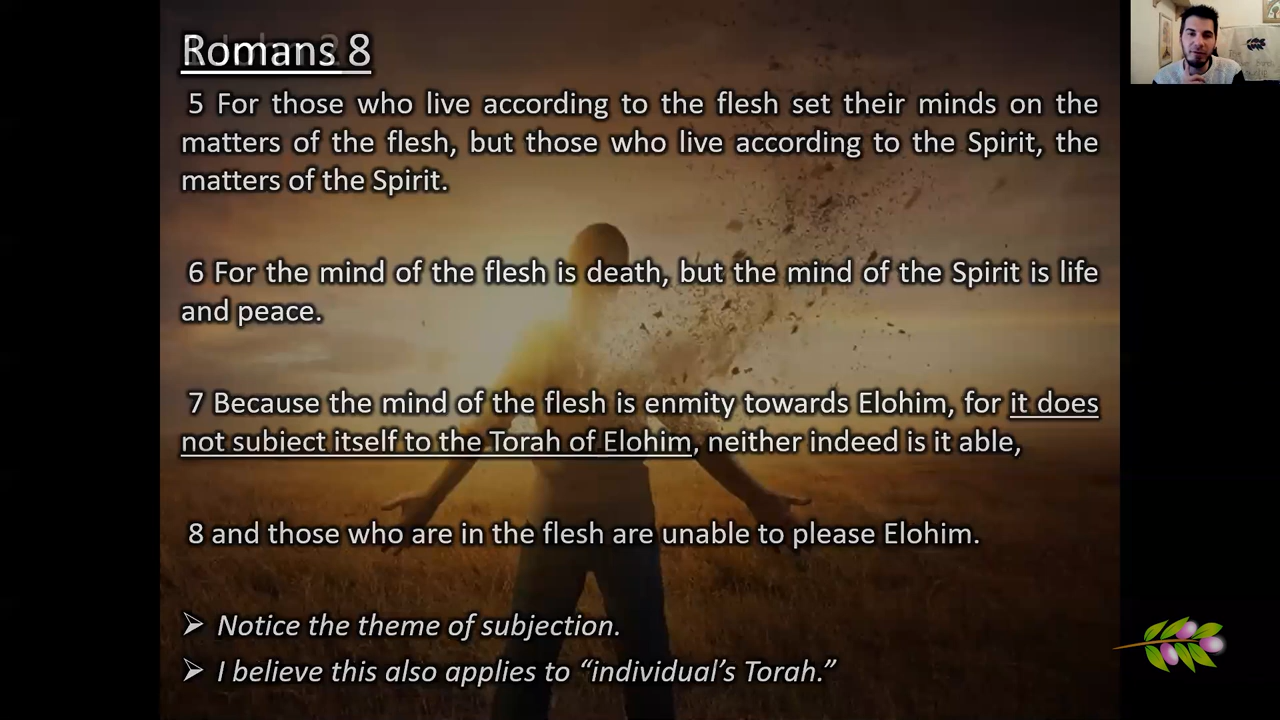 Romans 8
5 For those who live according to the flesh set their minds on the
matters of the flesh, but those who live according to the Spirit, the
matters of the Spirit.
6 For the mind of the flesh is death, but the mind of the Spirit is life
and peace.
7 Because the mind of the flesh is enmity towards Elohim, for it does
not subject itself to the Torah of Elohim, neither indeed is it able,
8 and those who are in the flesh are unable to please Elohim.
➢ Notice the theme of subjection.
➢ I believe this also applies to “individual’s Torah.”